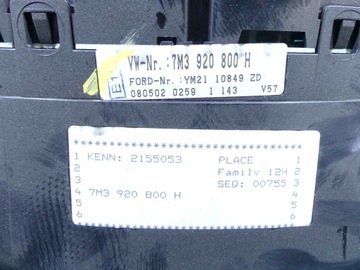 VW-Nr.:7M3 920 800 H
E1
FORD-Nr.:YM21 10849 ZD
080502 0259 1 143 V57
1 KENN: 2155053 PLACE 1
2 Family 12H 2
3 SEQ: 00755 3
4 7M3 920 800 H 4
5 5
6 6